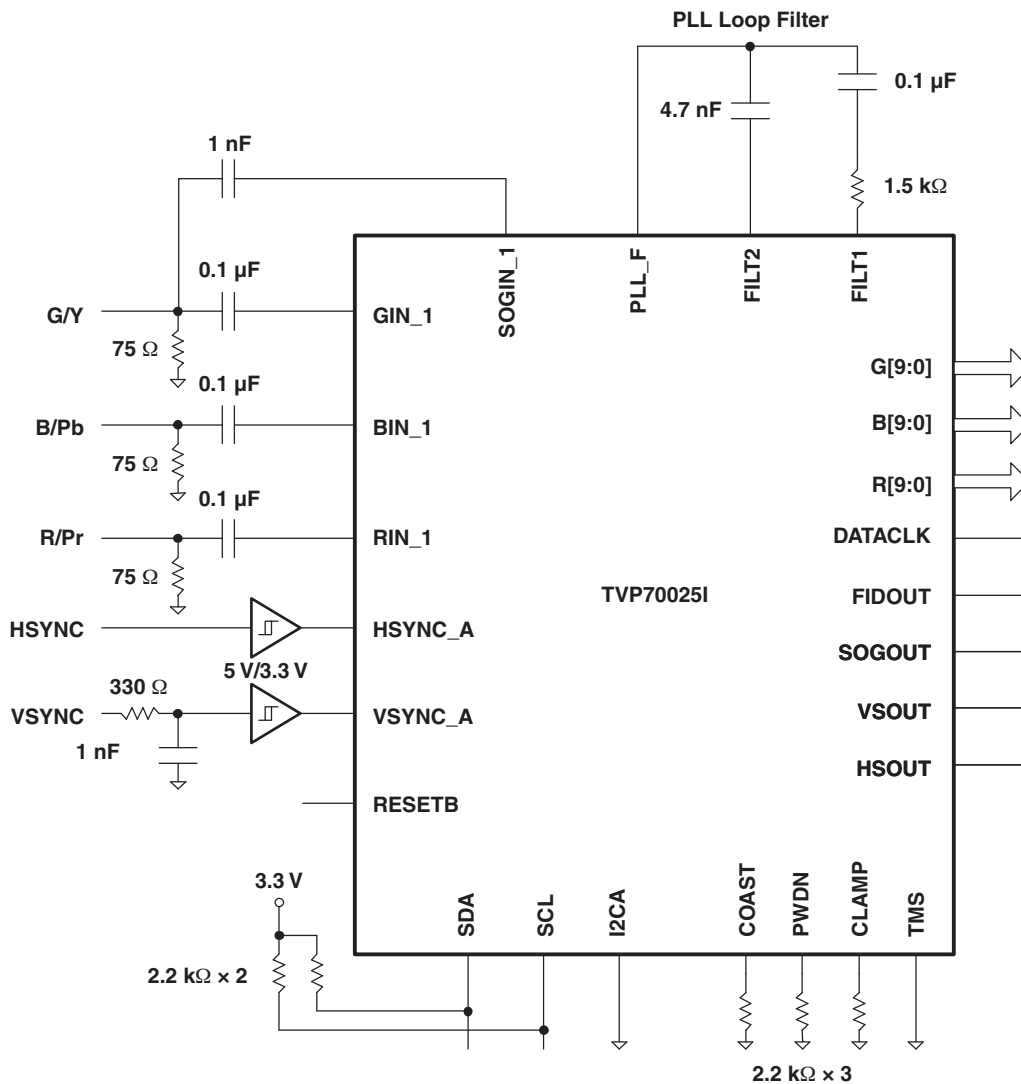 PLL Loop Filter
0.1 µF
4.7 nF
1 nF
1.5 kΩ
SOGIN_1
PLL_F
FILT2
FILT1
0.1 µF
G/Y
GIN_1
75 Ω
G[9:0]
0.1 µF
B/Pb
BIN_1
B[9:0]
75 Ω
R[9:0]
0.1 µF
R/Pr
RIN_1
DATACLK
75 Ω
TVP70025I
FIDOUT
HSYNC
HSYNC_A
SOGOUT
5 V/3.3 V
330 Ω
VSYNC
VSYNC_A
VSOUT
1 nF
HSOUT
RESETB
3.3 V
SDA
SCL
I2CA
COAST
PWDN
CLAMP
TMS
2.2 kΩ × 2
2.2 kΩ × 3